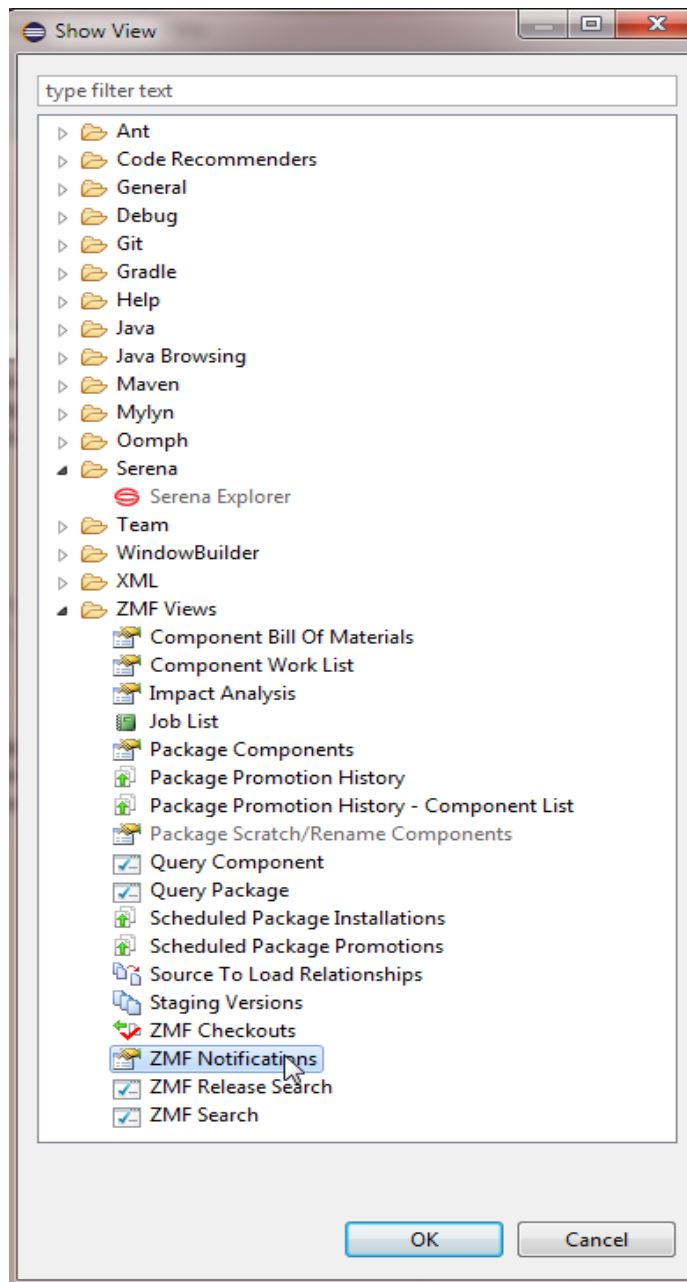 Show View
type filter text
Ant
Code Recommenders
General
Debug
Git
Gradle
Help
Java
Java Browsing
Maven
Mylyn
Oomph
Serena
Serena Explorer
Team
WindowBuilder
XML
ZMF Views
Component Bill Of Materials
Component Work List
Impact Analysis
Job List
Package Components
Package Promotion History
Package Promotion History - Component List
Package Scratch/Rename Components
Query Component
Query Package
Scheduled Package Installations
Scheduled Package Promotions
Source To Load Relationships
Staging Versions
ZMF Checkouts
ZMF Notifications
ZMF Release Search
ZMF Search
OK Cancel